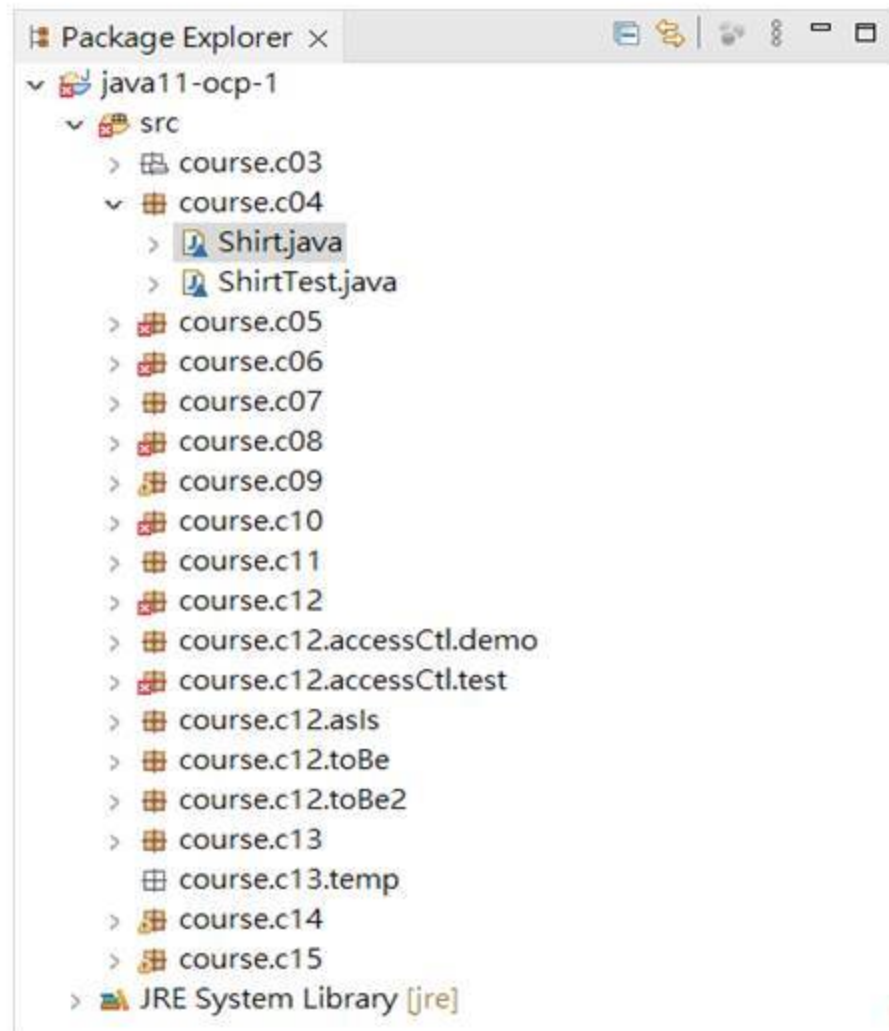 Package Explorer
java11-ocp-1
src
course.c03
course.c04
Shirt.java
ShirtTest.java
course.c05
course.c06
course.c07
course.c08
course.c09
course.c10
course.c11
course.c12
course.c12.accessCtl.demo
course.c12.accessCtl.test
course.c12.asIs
course.c12.toBe
course.c12.toBe2
course.c13
course.c13.temp
course.c14
course.c15
JRE System Library [jre]